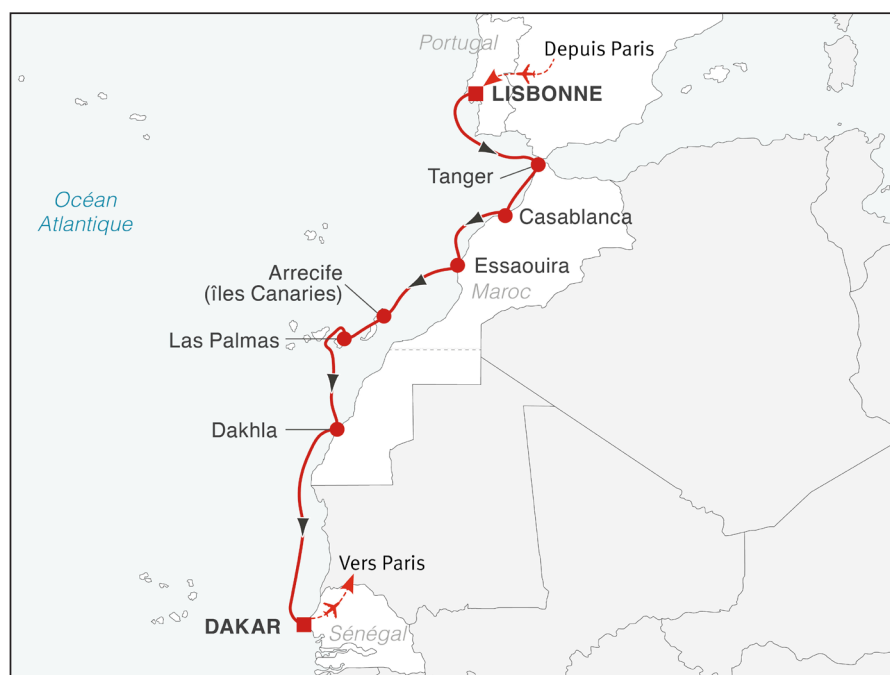 Portugal
Depuis Paris
LISBONNE
Tanger
Océan
Atlantique
Casablanca
Essaouira
Arrecife
(îles Canaries)
Maroc
Las Palmas
Dakhla
Vers Paris
DAKAR
Sénégal